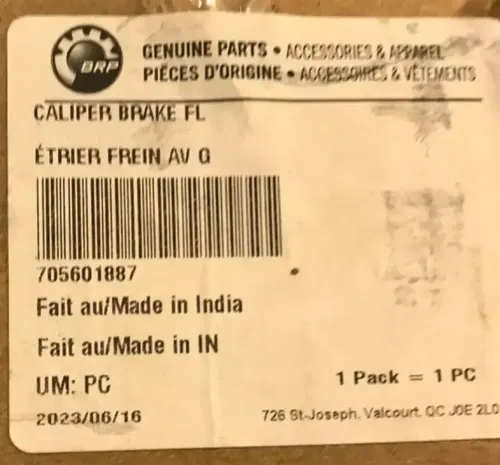 BRP
GENUINE PARTS • ACCESSORIES & APPAREL
PIÈCES D'ORIGINE • ACCESSOIRES & VÊTEMENTS
CALIPER BRAKE FL
ÉTRIER FREIN AV G
705601887
Fait au/Made in India
Fait au/Made in IN
UM: PC
1 Pack = 1 PC
2023/06/16
726 St-Joseph, Valcourt, QC J0E 2L0